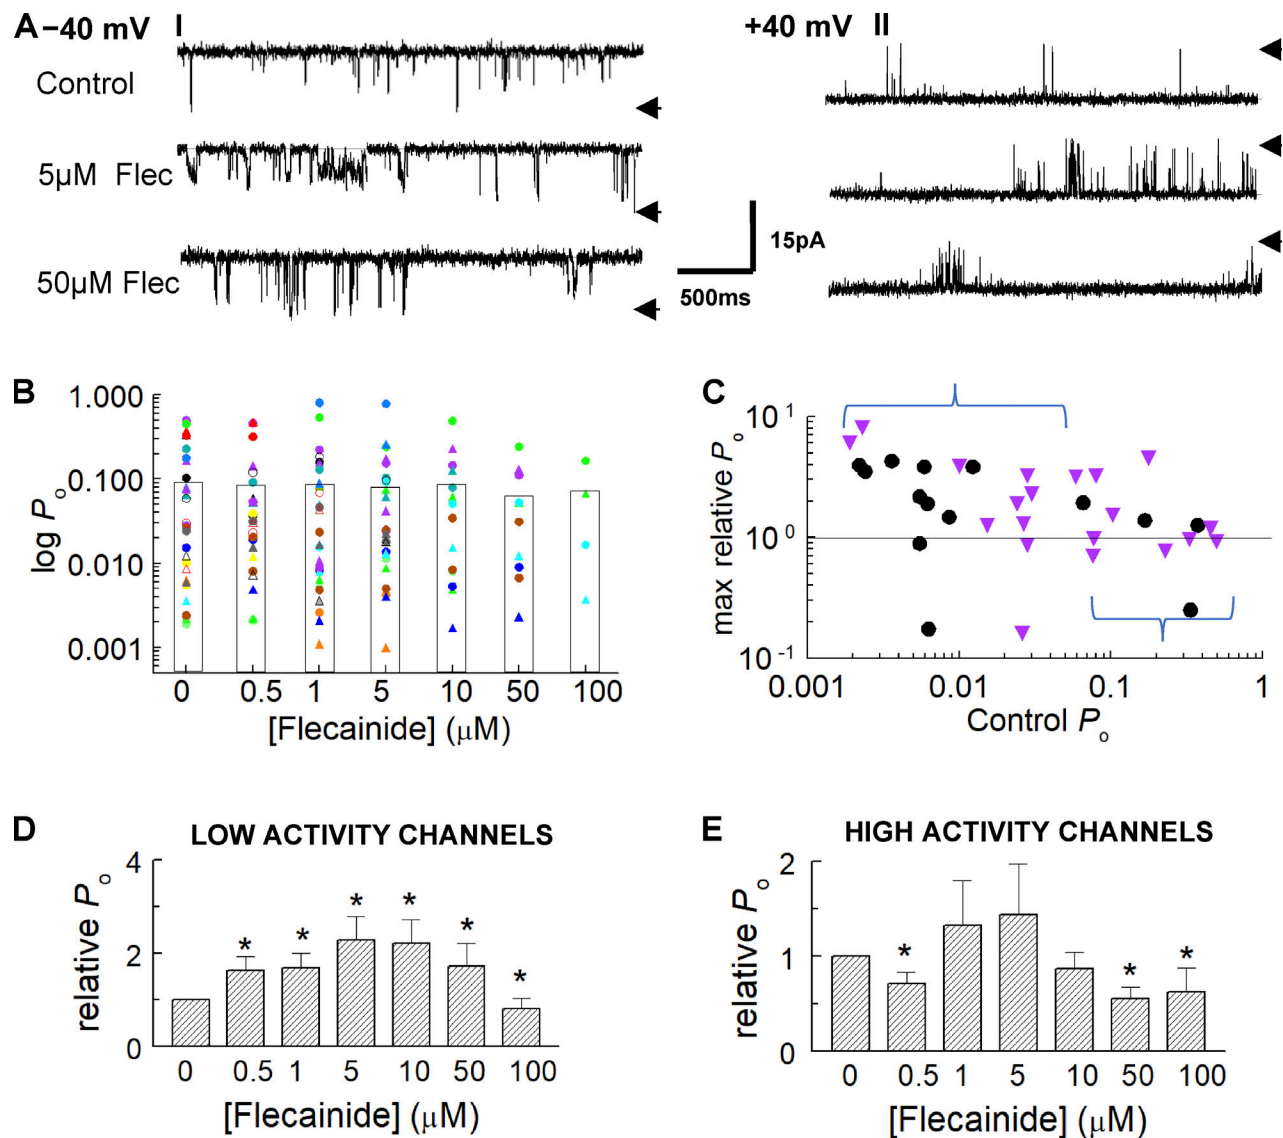 A −40 mV I
+40 mV II
Control
5μM Flec
50μM Flec
15pA
500ms
B
log Po
1.000
0.100
0.010
0.001
0 0.5 1 5 10 50 100
[Flecainide] (μM)
C
max relative Po
10^1
10^0
10^-1
0.001 0.01 0.1 1
Control Po
D LOW ACTIVITY CHANNELS
relative Po
4
2
0
* * * * * *
0 0.5 1 5 10 50 100
[Flecainide] (μM)
E HIGH ACTIVITY CHANNELS
relative Po
2
1
0
* * *
0 0.5 1 5 10 50 100
[Flecainide] (μM)